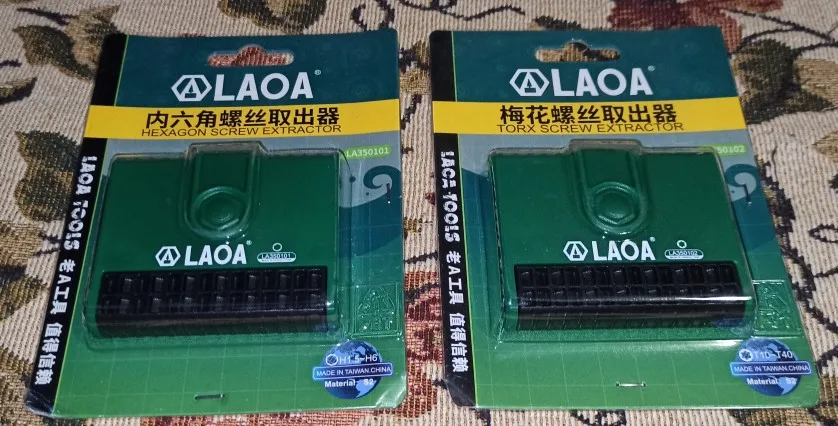 LAOA®
内六角螺丝取出器
HEXAGON SCREW EXTRACTOR
LA350101
LAOA®
LA350101
LAOA TOOLS 老A工具 值得信赖
H1.5-H6
MADE IN TAIWAN.CHINA
Material: S2
LAOA®
梅花螺丝取出器
TORX SCREW EXTRACTOR
50102
LAOA®
LA350102
LAOA TOOLS 老A工具 值得信赖
T10-T40
MADE IN TAIWAN.CHINA
Material: S2